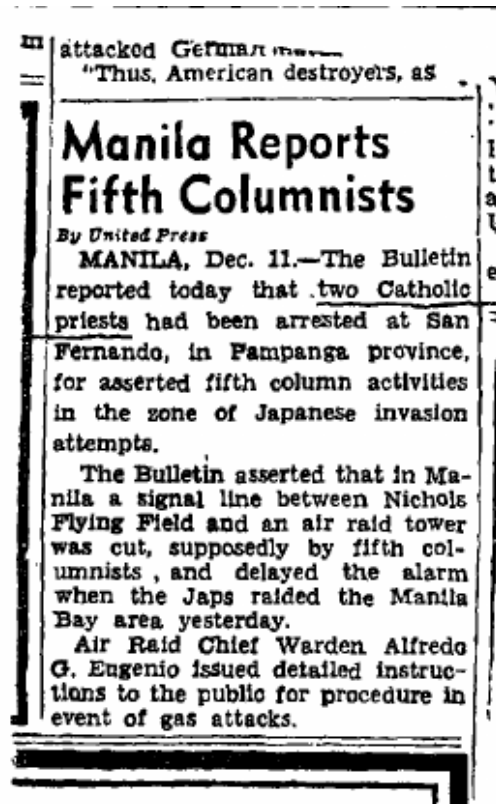 m
attacked German
"Thus, American destroyers, as
Manila Reports
Fifth Columnists
By United Press
MANILA, Dec. 11.—The Bulletin
reported today that two Catholic
priests had been arrested at San
Fernando, in Pampanga province,
for asserted fifth column activities
in the zone of Japanese invasion
attempts.
The Bulletin asserted that in Ma-
nila a signal line between Nichols
Flying Field and an air raid tower
was cut, supposedly by fifth col-
umnists , and delayed the alarm
when the Japs raided the Manila
Bay area yesterday.
Air Raid Chief Warden Alfredo
G. Eugenio issued detailed instruc-
tions to the public for procedure in
event of gas attacks.